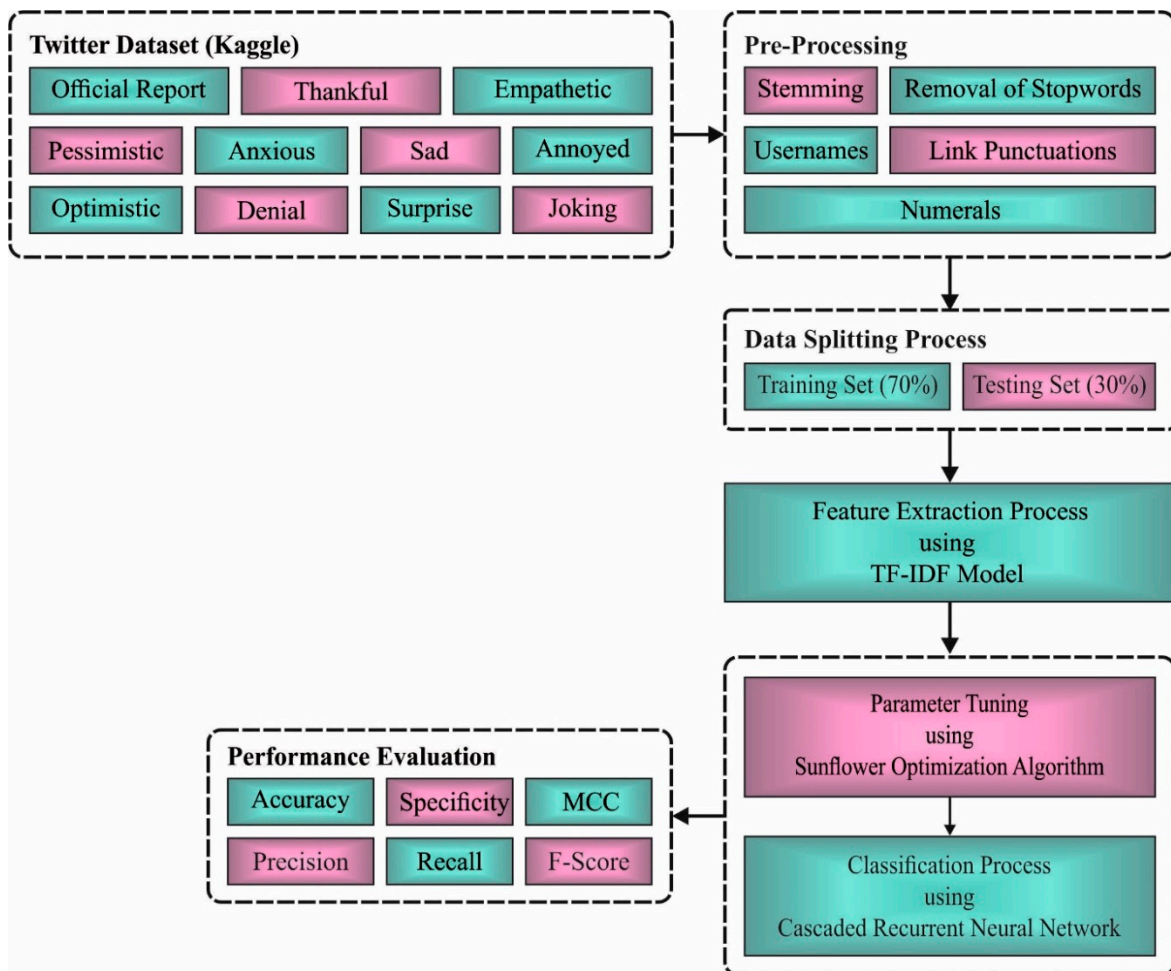 Twitter Dataset (Kaggle)
Official Report
Thankful
Empathetic
Pessimistic
Anxious
Sad
Annoyed
Optimistic
Denial
Surprise
Joking
Pre-Processing
Stemming
Removal of Stopwords
Usernames
Link Punctuations
Numerals
Data Splitting Process
Training Set (70%)
Testing Set (30%)
Feature Extraction Process
using
TF-IDF Model
Parameter Tuning
using
Sunflower Optimization Algorithm
Classification Process
using
Cascaded Recurrent Neural Network
Performance Evaluation
Accuracy
Specificity
MCC
Precision
Recall
F-Score